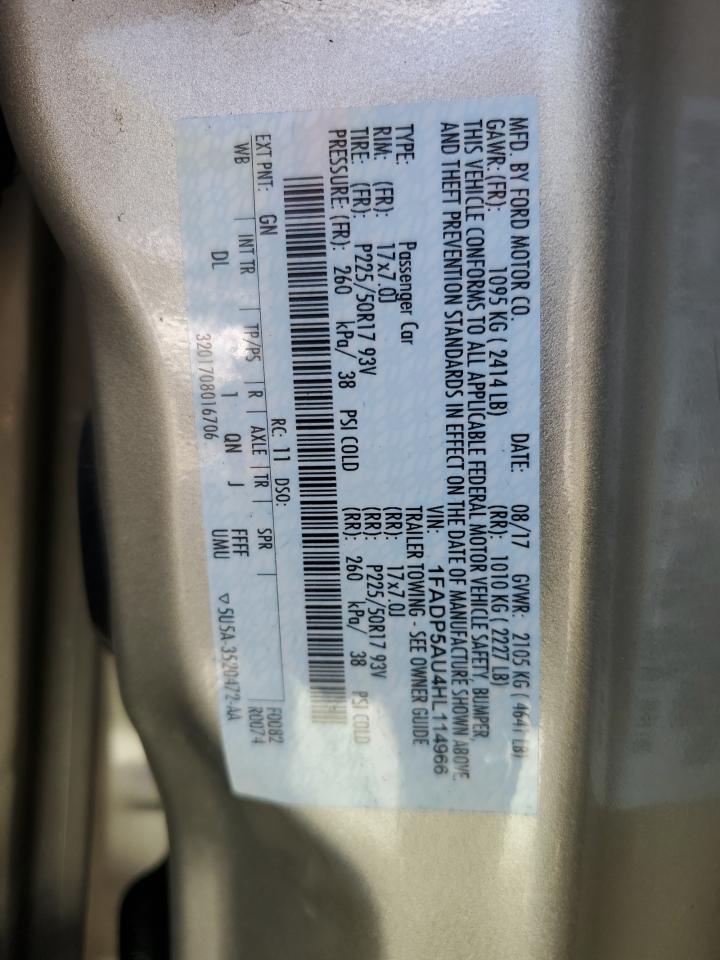 MFD. BY FORD MOTOR CO. DATE: 08/17 GVWR: 2105 KG ( 4641 LB)
GAWR: (FR): 1095 KG ( 2414 LB) (RR): 1010 KG ( 2227 LB)
THIS VEHICLE CONFORMS TO ALL APPLICABLE FEDERAL MOTOR VEHICLE SAFETY, BUMPER,
AND THEFT PREVENTION STANDARDS IN EFFECT ON THE DATE OF MANUFACTURE SHOWN ABOVE.
VIN: 1FADP5AU4HL114966
TYPE: Passenger Car TRAILER TOWING - SEE OWNER GUIDE
RIM: (FR): 17x7.0J (RR): 17x7.0J
TIRE: (FR): P225/50R17 93V (RR): P225/50R17 93V
PRESSURE: (FR): 260 kPa/ 38 PSI COLD (RR): 260 kPa/ 38 PSI COLD
RC: 11 DSO: F0082
EXT PNT: GN R0074
WB | INT TR | TP/PS | R | AXLE | TR | SPR |
DL 1 QN J FFFF
3201708016706 UMU ▽5U5A-3520472-AA